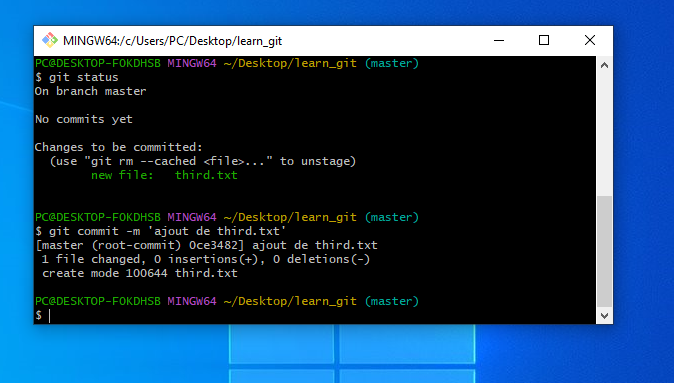 MINGW64:/c/Users/PC/Desktop/learn_git
PC@DESKTOP-FOKDHSB MINGW64 ~/Desktop/learn_git (master)
$ git status
On branch master
No commits yet
Changes to be committed:
(use "git rm --cached <file>..." to unstage)
new file:   third.txt
PC@DESKTOP-FOKDHSB MINGW64 ~/Desktop/learn_git (master)
$ git commit -m 'ajout de third.txt'
[master (root-commit) 0ce3482] ajout de third.txt
1 file changed, 0 insertions(+), 0 deletions(-)
create mode 100644 third.txt
PC@DESKTOP-FOKDHSB MINGW64 ~/Desktop/learn_git (master)
$